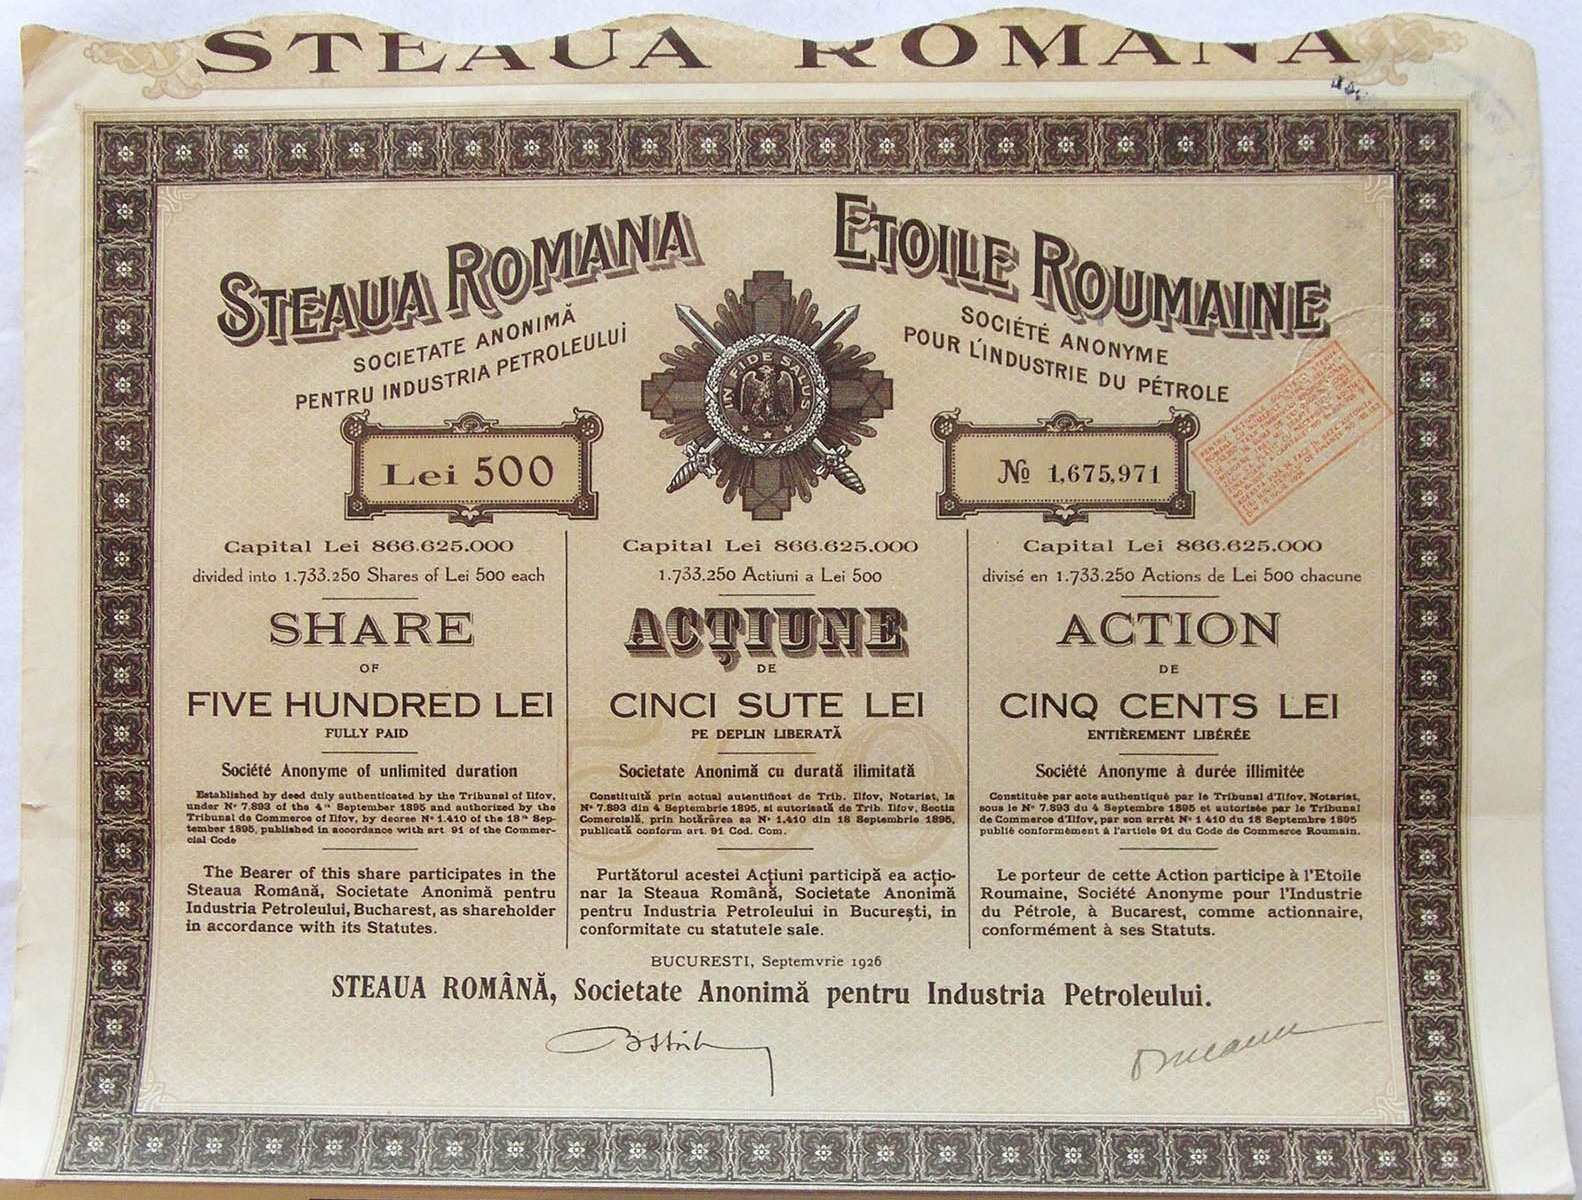 STEAUA ROMANA
STEAUA ROMANA
SOCIETATE ANONIMĂ
PENTRU INDUSTRIA PETROLEULUI
ETOILE ROUMAINE
SOCIÉTÉ ANONYME
POUR L'INDUSTRIE DU PÉTROLE
IN FIDE SALUS
Lei 500
No 1,675,971
Capital Lei 866.625.000
divided into 1.733.250 Shares of Lei 500 each
SHARE
OF
FIVE HUNDRED LEI
FULLY PAID
Société Anonyme of unlimited duration
Established by deed duly authenticated by the Tribunal of Ilfov,
under No 7.893 of the 4th September 1895 and authorized by the
Tribunal de Commerce of Ilfov, by decree No 1.410 of the 18th Sep-
tember 1895, published in accordance with art. 91 of the Commer-
cial Code
The Bearer of this share participates in the
Steaua Română, Societate Anonimă pentru
Industria Petroleului, Bucharest, as shareholder
in accordance with its Statutes.
Capital Lei 866.625.000
1.733.250 Actiuni a Lei 500
ACȚIUNE
DE
CINCI SUTE LEI
PE DEPLIN LIBERATĂ
500
Societate Anonimă cu durată ilimitată
Constituită prin actual autentificat de Trib. Ilfov, Notariat, la
No 7.893 din 4 Septembrie 1895, si autorisată de Trib. Ilfov, Sectia
Comercială, prin hotărârea sa No 1.410 din 18 Septembrie 1895,
publicată conform art. 91 Cod. Com.
Purtătorul acestei Acțiuni participă ca acțio-
nar la Steaua Română, Societate Anonimă
pentru Industria Petroleului in București, in
conformitate cu statutele sale.
Capital Lei 866.625.000
divisé en 1.733.250 Actions de Lei 500 chacune
ACTION
DE
CINQ CENTS LEI
ENTIÈREMENT LIBÉRÉE
Société Anonyme à durée illimitée
Constituée par acte authentiqué par le Tribunal d'Ilfov, Notariat,
sous le No 7.893 du 4 Septembre 1895 et autorisée par le Tribunal
de Commerce d'Ilfov, par son arrêt No 1 410 du 18 Septembre 1895
publié conformément à l'article 91 du Code de Commerce Roumain.
Le porteur de cette Action participe à l'Etoile
Roumaine, Société Anonyme pour l'Industrie
du Pétrole, à Bucarest, comme actionnaire,
conformément à ses Statuts.
BUCURESTI, Septemvrie 1926
STEAUA ROMÂNĂ, Societate Anonimă pentru Industria Petroleului.